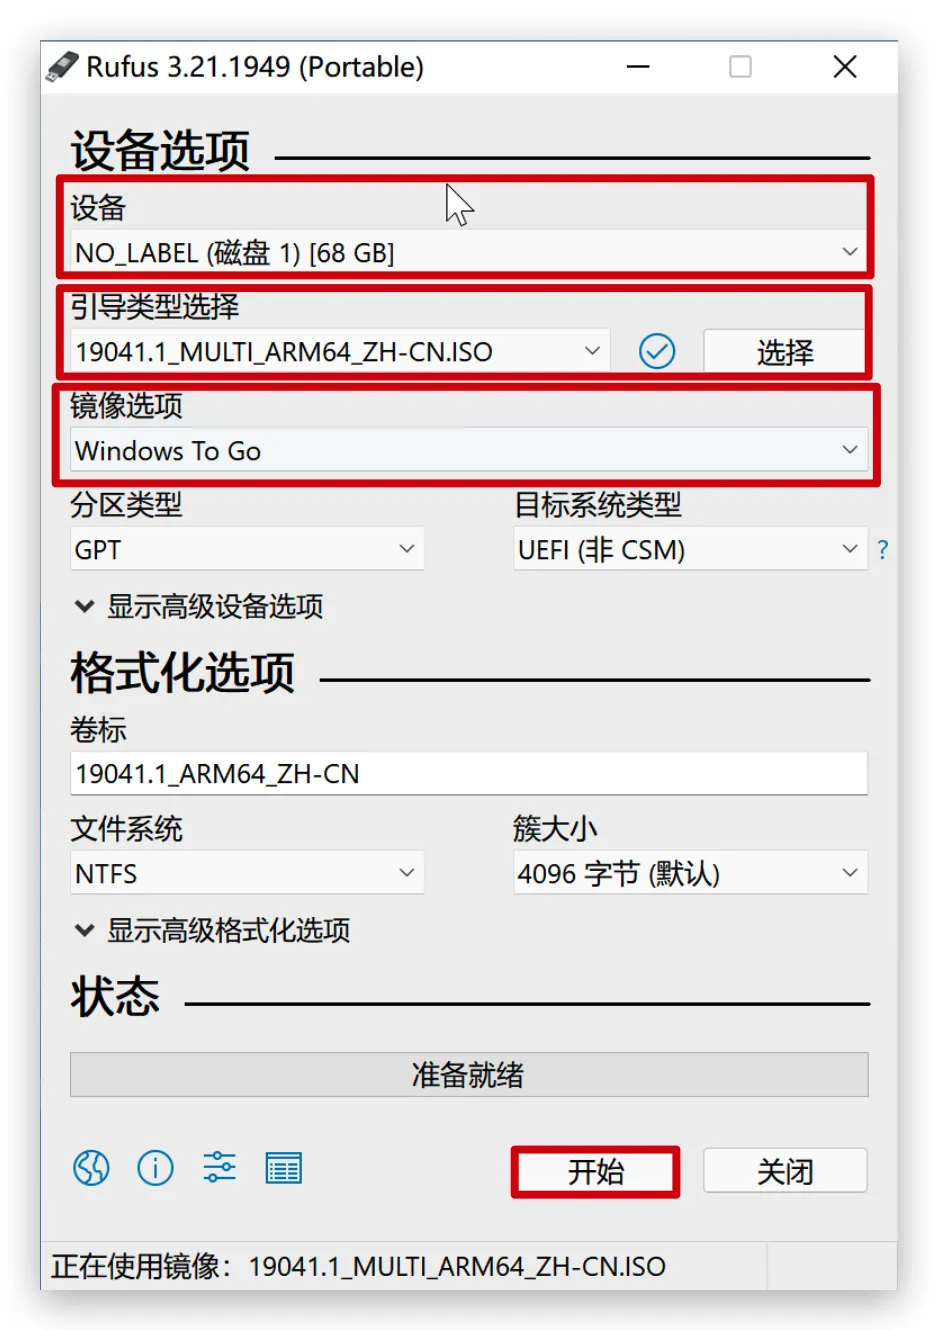 Rufus 3.21.1949 (Portable)
设备选项
设备
NO_LABEL (磁盘 1) [68 GB]
引导类型选择
19041.1_MULTI_ARM64_ZH-CN.ISO
选择
镜像选项
Windows To Go
分区类型
目标系统类型
GPT
UEFI (非 CSM)
?
显示高级设备选项
格式化选项
卷标
19041.1_ARM64_ZH-CN
文件系统
簇大小
NTFS
4096 字节 (默认)
显示高级格式化选项
状态
准备就绪
开始
关闭
正在使用镜像：19041.1_MULTI_ARM64_ZH-CN.ISO